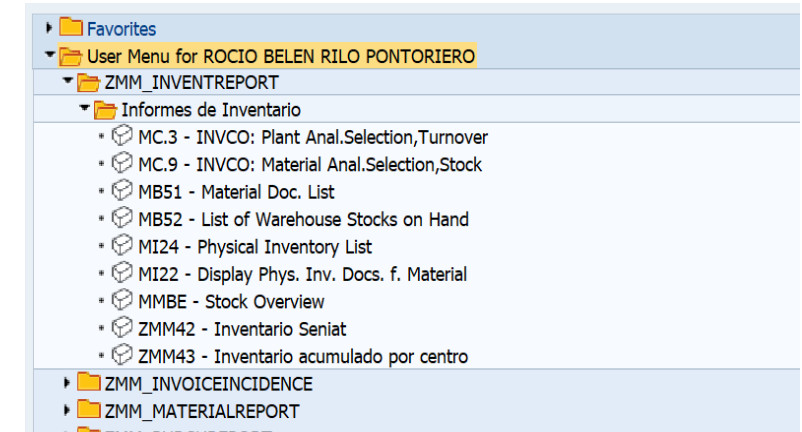 Favorites
User Menu for ROCIO BELEN RILO PONTORIERO
ZMM_INVENTREPORT
Informes de Inventario
MC.3 - INVCO: Plant Anal.Selection,Turnover
MC.9 - INVCO: Material Anal.Selection,Stock
MB51 - Material Doc. List
MB52 - List of Warehouse Stocks on Hand
MI24 - Physical Inventory List
MI22 - Display Phys. Inv. Docs. f. Material
MMBE - Stock Overview
ZMM42 - Inventario Seniat
ZMM43 - Inventario acumulado por centro
ZMM_INVOICEINCIDENCE
ZMM_MATERIALREPORT